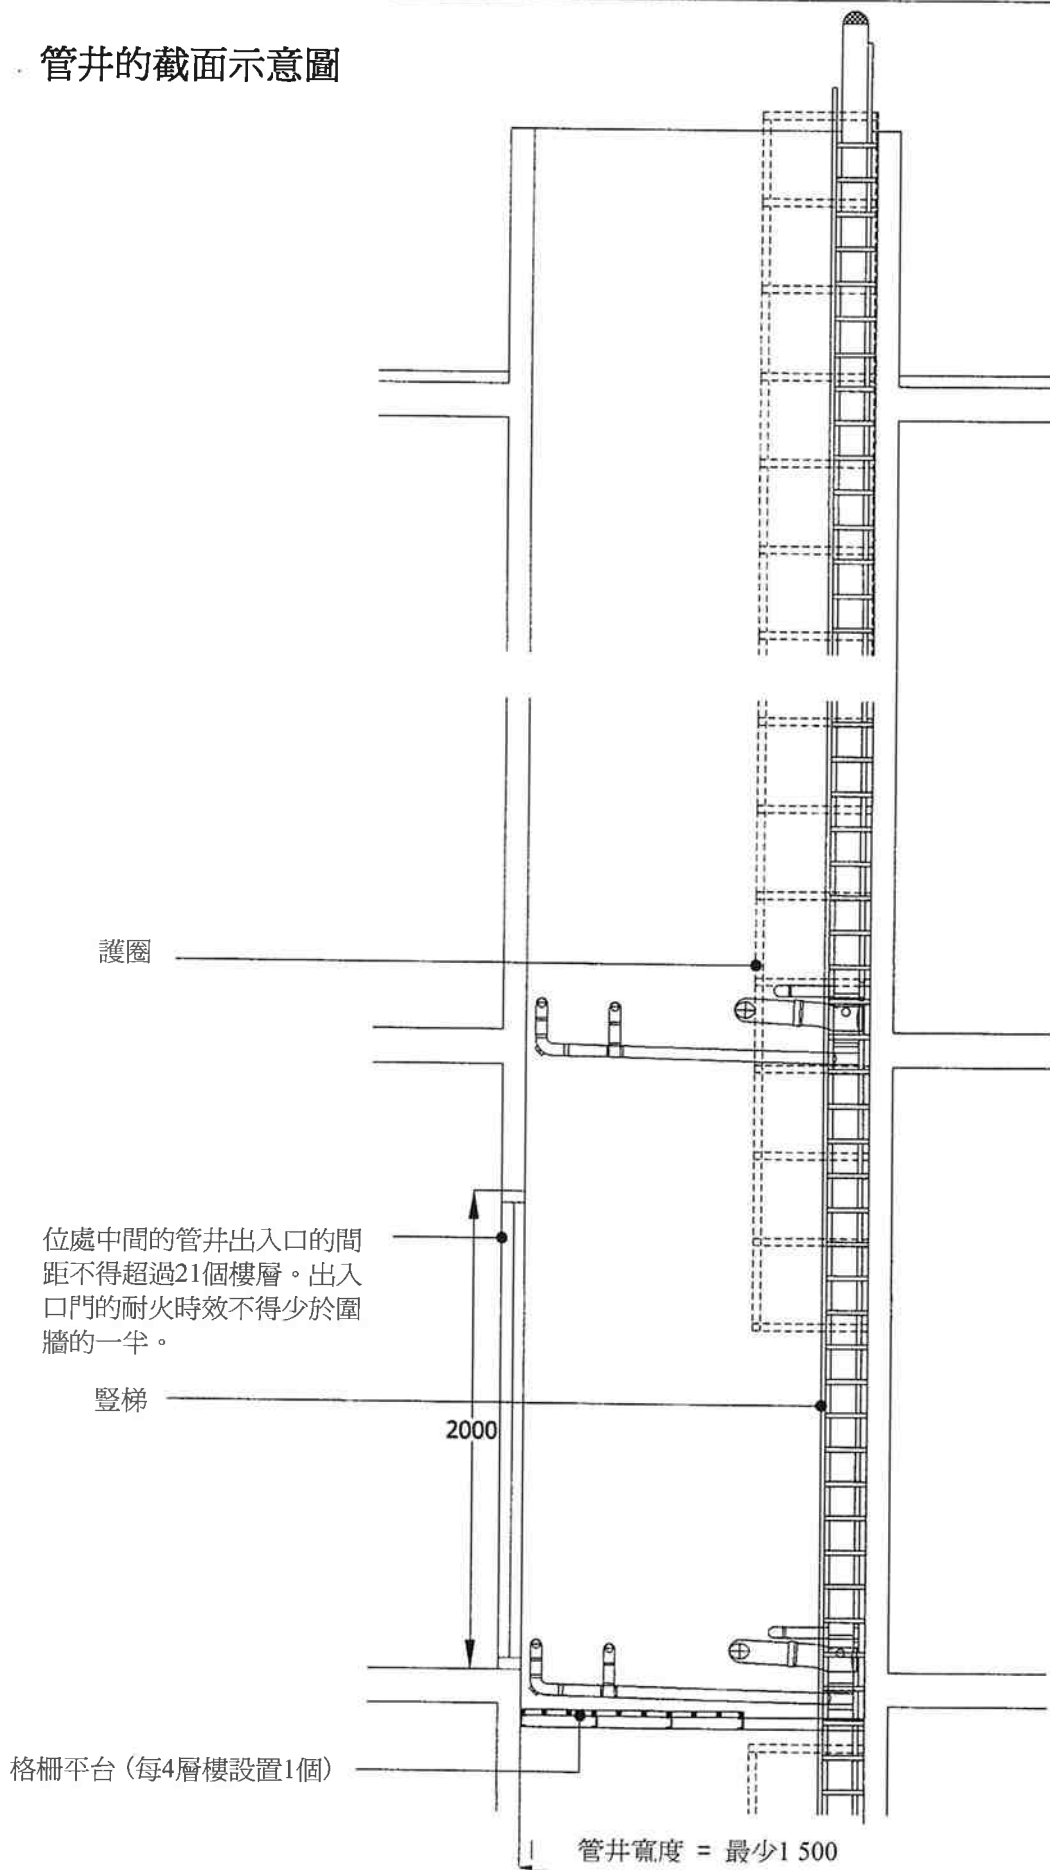 管井的截面示意圖
護圈
位處中間的管井出入口的間
距不得超過21個樓層。出入
口門的耐火時效不得少於圍
牆的一半。
豎梯
2000
格柵平台（每4層樓設置1個）
管井寬度 = 最少1 500